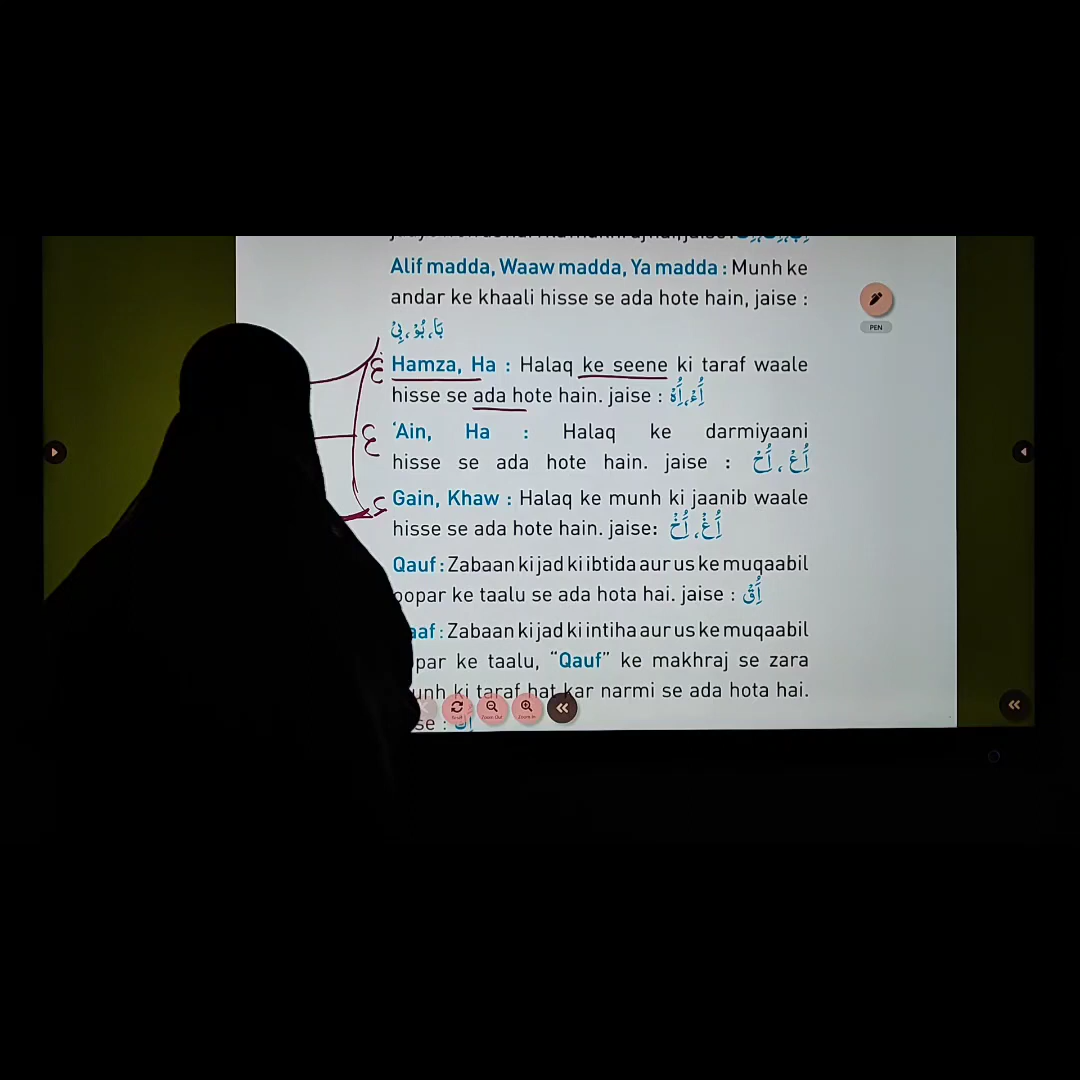 Alif madda, Waaw madda, Ya madda : Munh ke
andar ke khaali hisse se ada hote hain, jaise :
بَا، بُوْ، بِيْ
Hamza, Ha : Halaq ke seene ki taraf waale
hisse se ada hote hain. jaise :
'Ain, Ha : Halaq ke darmiyaani
hisse se ada hote hain. jaise :
Gain, Khaw : Halaq ke munh ki jaanib waale
hisse se ada hote hain. jaise:
Qauf : Zabaan ki jad ki ibtida aur us ke muqaabil
oopar ke taalu se ada hota hai. jaise :
Zabaan ki jad ki intiha aur us ke muqaabil
ke taalu, "Qauf" ke makhraj se zara
ki taraf hat kar narmi se ada hota hai.
PEN
Zoom Out
Zoom In